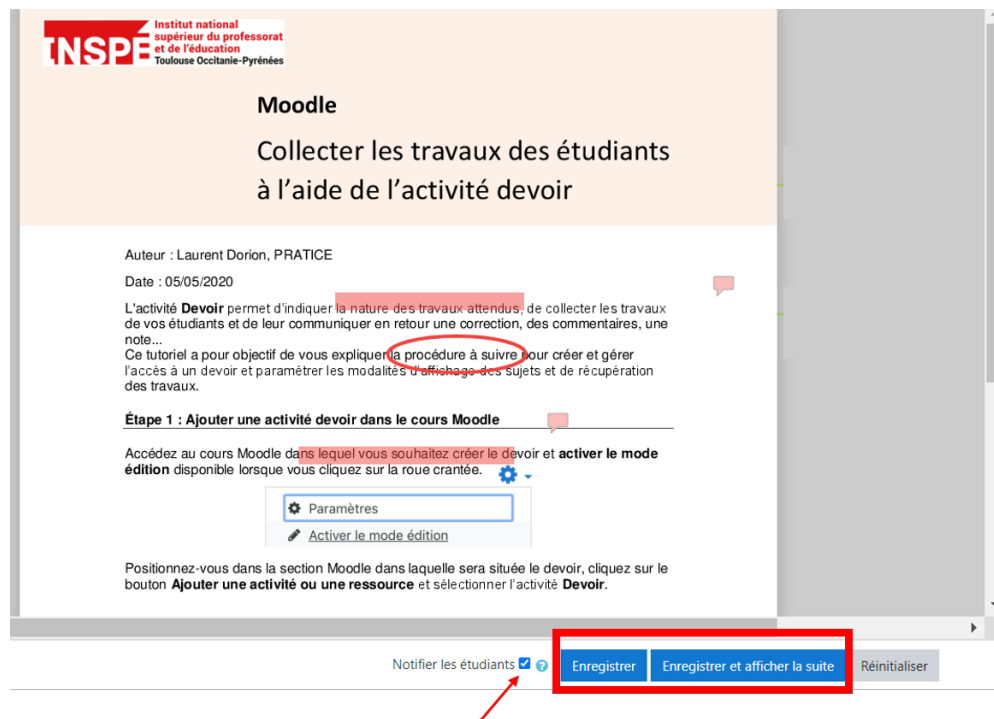 Institut national
supérieur du professorat
et de l'éducation
Toulouse Occitanie-Pyrénées
INSPE
Moodle
Collecter les travaux des étudiants
à l'aide de l'activité devoir
Auteur : Laurent Dorion, PRATICE
Date : 05/05/2020
L'activité Devoir permet d'indiquer la nature des travaux attendus, de collecter les travaux
de vos étudiants et de leur communiquer en retour une correction, des commentaires, une
note...
Ce tutoriel a pour objectif de vous expliquer la procédure à suivre pour créer et gérer
l'accès à un devoir et paramétrer les modalités d'affichage des sujets et de récupération
des travaux.
Étape 1 : Ajouter une activité devoir dans le cours Moodle
Accédez au cours Moodle dans lequel vous souhaitez créer le devoir et activer le mode
édition disponible lorsque vous cliquez sur la roue crantée.
Paramètres
Activer le mode édition
Positionnez-vous dans la section Moodle dans laquelle sera située le devoir, cliquez sur le
bouton Ajouter une activité ou une ressource et sélectionner l'activité Devoir.
Notifier les étudiants Enregistrer Enregistrer et afficher la suite Réinitialiser